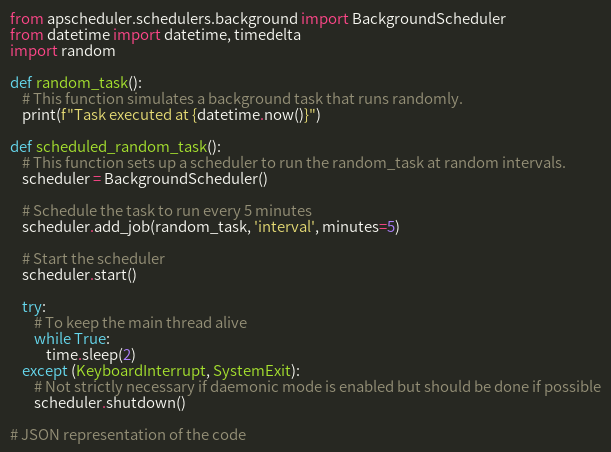 from apscheduler.schedulers.background import BackgroundScheduler
from datetime import datetime, timedelta
import random
def random_task():
# This function simulates a background task that runs randomly.
print(f"Task executed at {datetime.now()}")
def scheduled_random_task():
# This function sets up a scheduler to run the random_task at random intervals.
scheduler = BackgroundScheduler()
# Schedule the task to run every 5 minutes
scheduler.add_job(random_task, 'interval', minutes=5)
# Start the scheduler
scheduler.start()
try:
# To keep the main thread alive
while True:
time.sleep(2)
except (KeyboardInterrupt, SystemExit):
# Not strictly necessary if daemonic mode is enabled but should be done if possible
scheduler.shutdown()
# JSON representation of the code